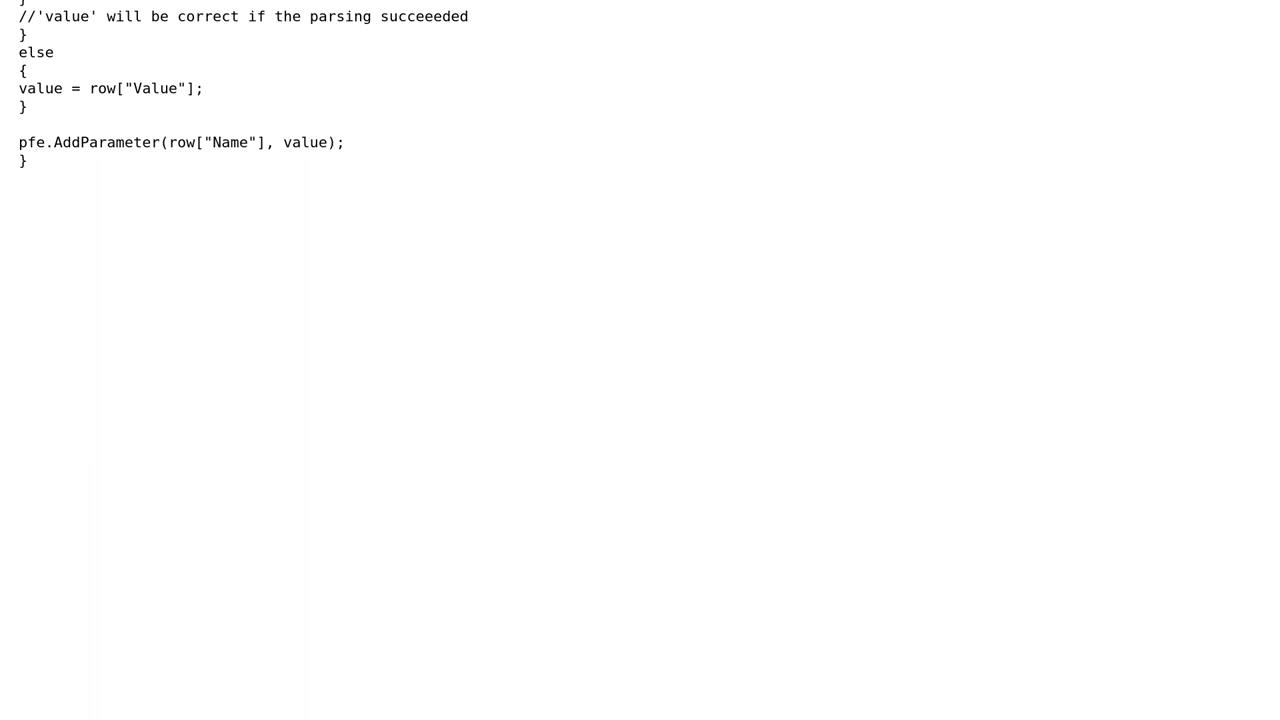 }
//'value' will be correct if the parsing succeeeded
}
else
{
value = row["Value"];
}
pfe.AddParameter(row["Name"], value);
}